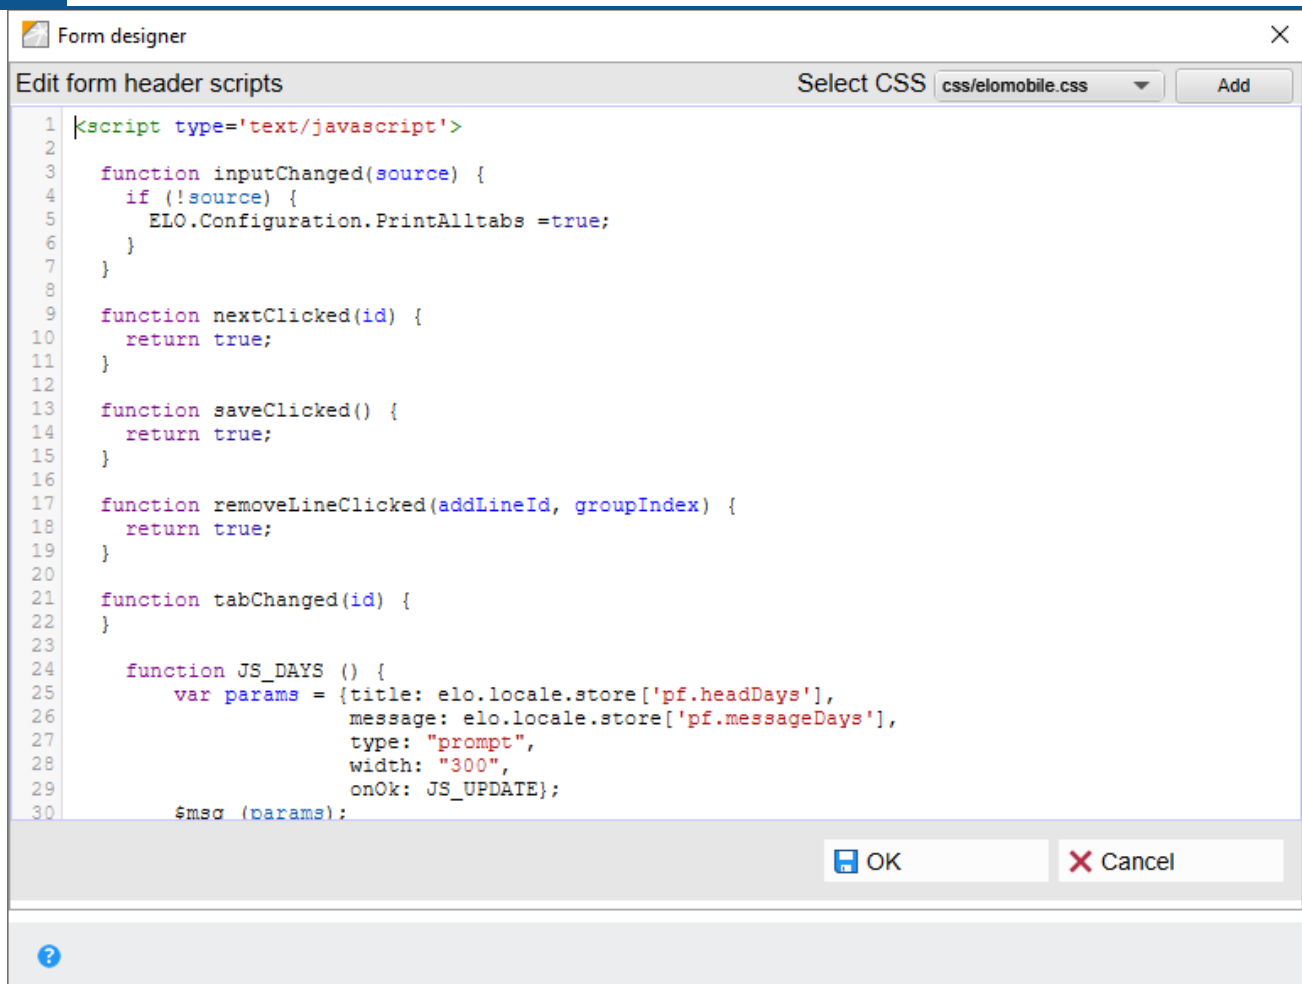 Form designer
Edit form header scripts Select CSS css/elomobile.css Add
1 <script type='text/javascript'>
2
3 function inputChanged(source) {
4 if (!source) {
5 ELO.Configuration.PrintAlltabs =true;
6 }
7 }
8
9 function nextClicked(id) {
10 return true;
11 }
12
13 function saveClicked() {
14 return true;
15 }
16
17 function removeLineClicked(addLineId, groupIndex) {
18 return true;
19 }
20
21 function tabChanged(id) {
22 }
23
24 function JS_DAYS () {
25 var params = {title: elo.locale.store['pf.headDays'],
26 message: elo.locale.store['pf.messageDays'],
27 type: "prompt",
28 width: "300",
29 onOk: JS_UPDATE};
30 $msg (params);
OK Cancel
?